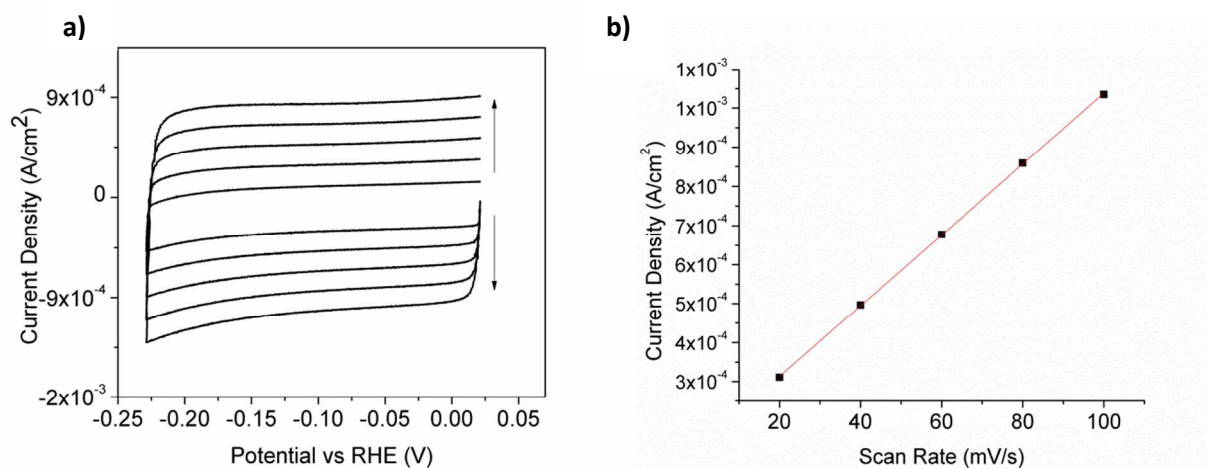 a)
Current Density (A/cm²)
9x10⁻⁴
0
-9x10⁻⁴
-2x10⁻³
-0.25 -0.20 -0.15 -0.10 -0.05 0.00 0.05
Potential vs RHE (V)
b)
Current Density (A/cm²)
1x10⁻³
1x10⁻³
9x10⁻⁴
8x10⁻⁴
7x10⁻⁴
6x10⁻⁴
5x10⁻⁴
4x10⁻⁴
3x10⁻⁴
20 40 60 80 100
Scan Rate (mV/s)